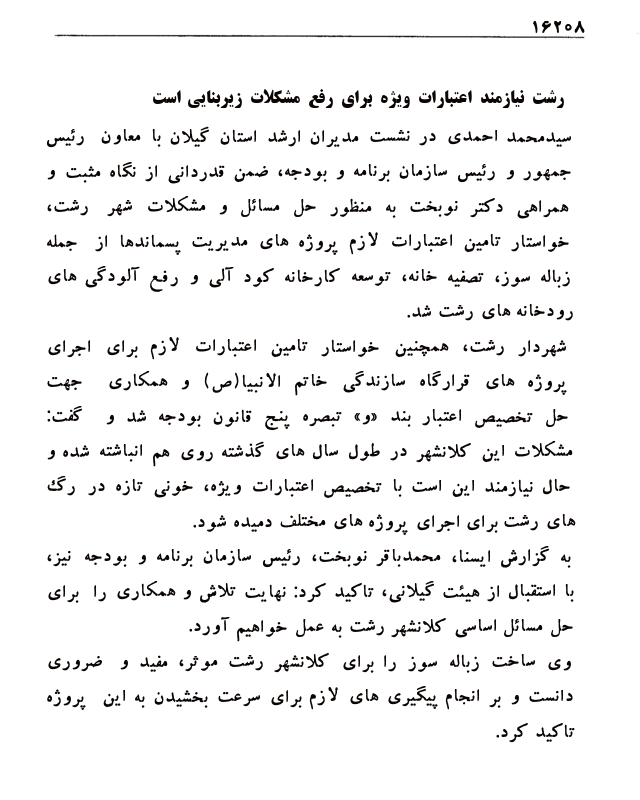 ۱۶۲۰۸
رشت نیازمند اعتبارات ویژه برای رفع مشکلات زیربنایی است
سیدمحمد احمدی در نشست مدیران ارشد استان گیلان با معاون رئیس
جمهور و رئیس سازمان برنامه و بودجه، ضمن قدردانی از نگاه مثبت و
همراهی دکتر نوبخت به منظور حل مسائل و مشکلات شهر رشت،
خواستار تامین اعتبارات لازم پروژه های مدیریت پسماندها از جمله
زباله سوز، تصفیه خانه، توسعه کارخانه کود آلی و رفع آلودگی های
رودخانه های رشت شد.
شهردار رشت، همچنین خواستار تامین اعتبارات لازم برای اجرای
پروژه های قرارگاه سازندگی خاتم الانبیا(ص) و همکاری جهت
حل تخصیص اعتبار بند «و» تبصره پنج قانون بودجه شد و گفت:
مشکلات این کلانشهر در طول سال های گذشته روی هم انباشته شده و
حال نیازمند این است با تخصیص اعتبارات ویژه، خونی تازه در رگ
های رشت برای اجرای پروژه های مختلف دمیده شود.
به گزارش ایسنا، محمدباقر نوبخت، رئیس سازمان برنامه و بودجه نیز،
با استقبال از هیئت گیلانی، تاکید کرد: نهایت تلاش و همکاری را برای
حل مسائل اساسی کلانشهر رشت به عمل خواهیم آورد.
وی ساخت زباله سوز را برای کلانشهر رشت موثر، مفید و ضروری
دانست و بر انجام پیگیری های لازم برای سرعت بخشیدن به این پروژه
تاکید کرد.